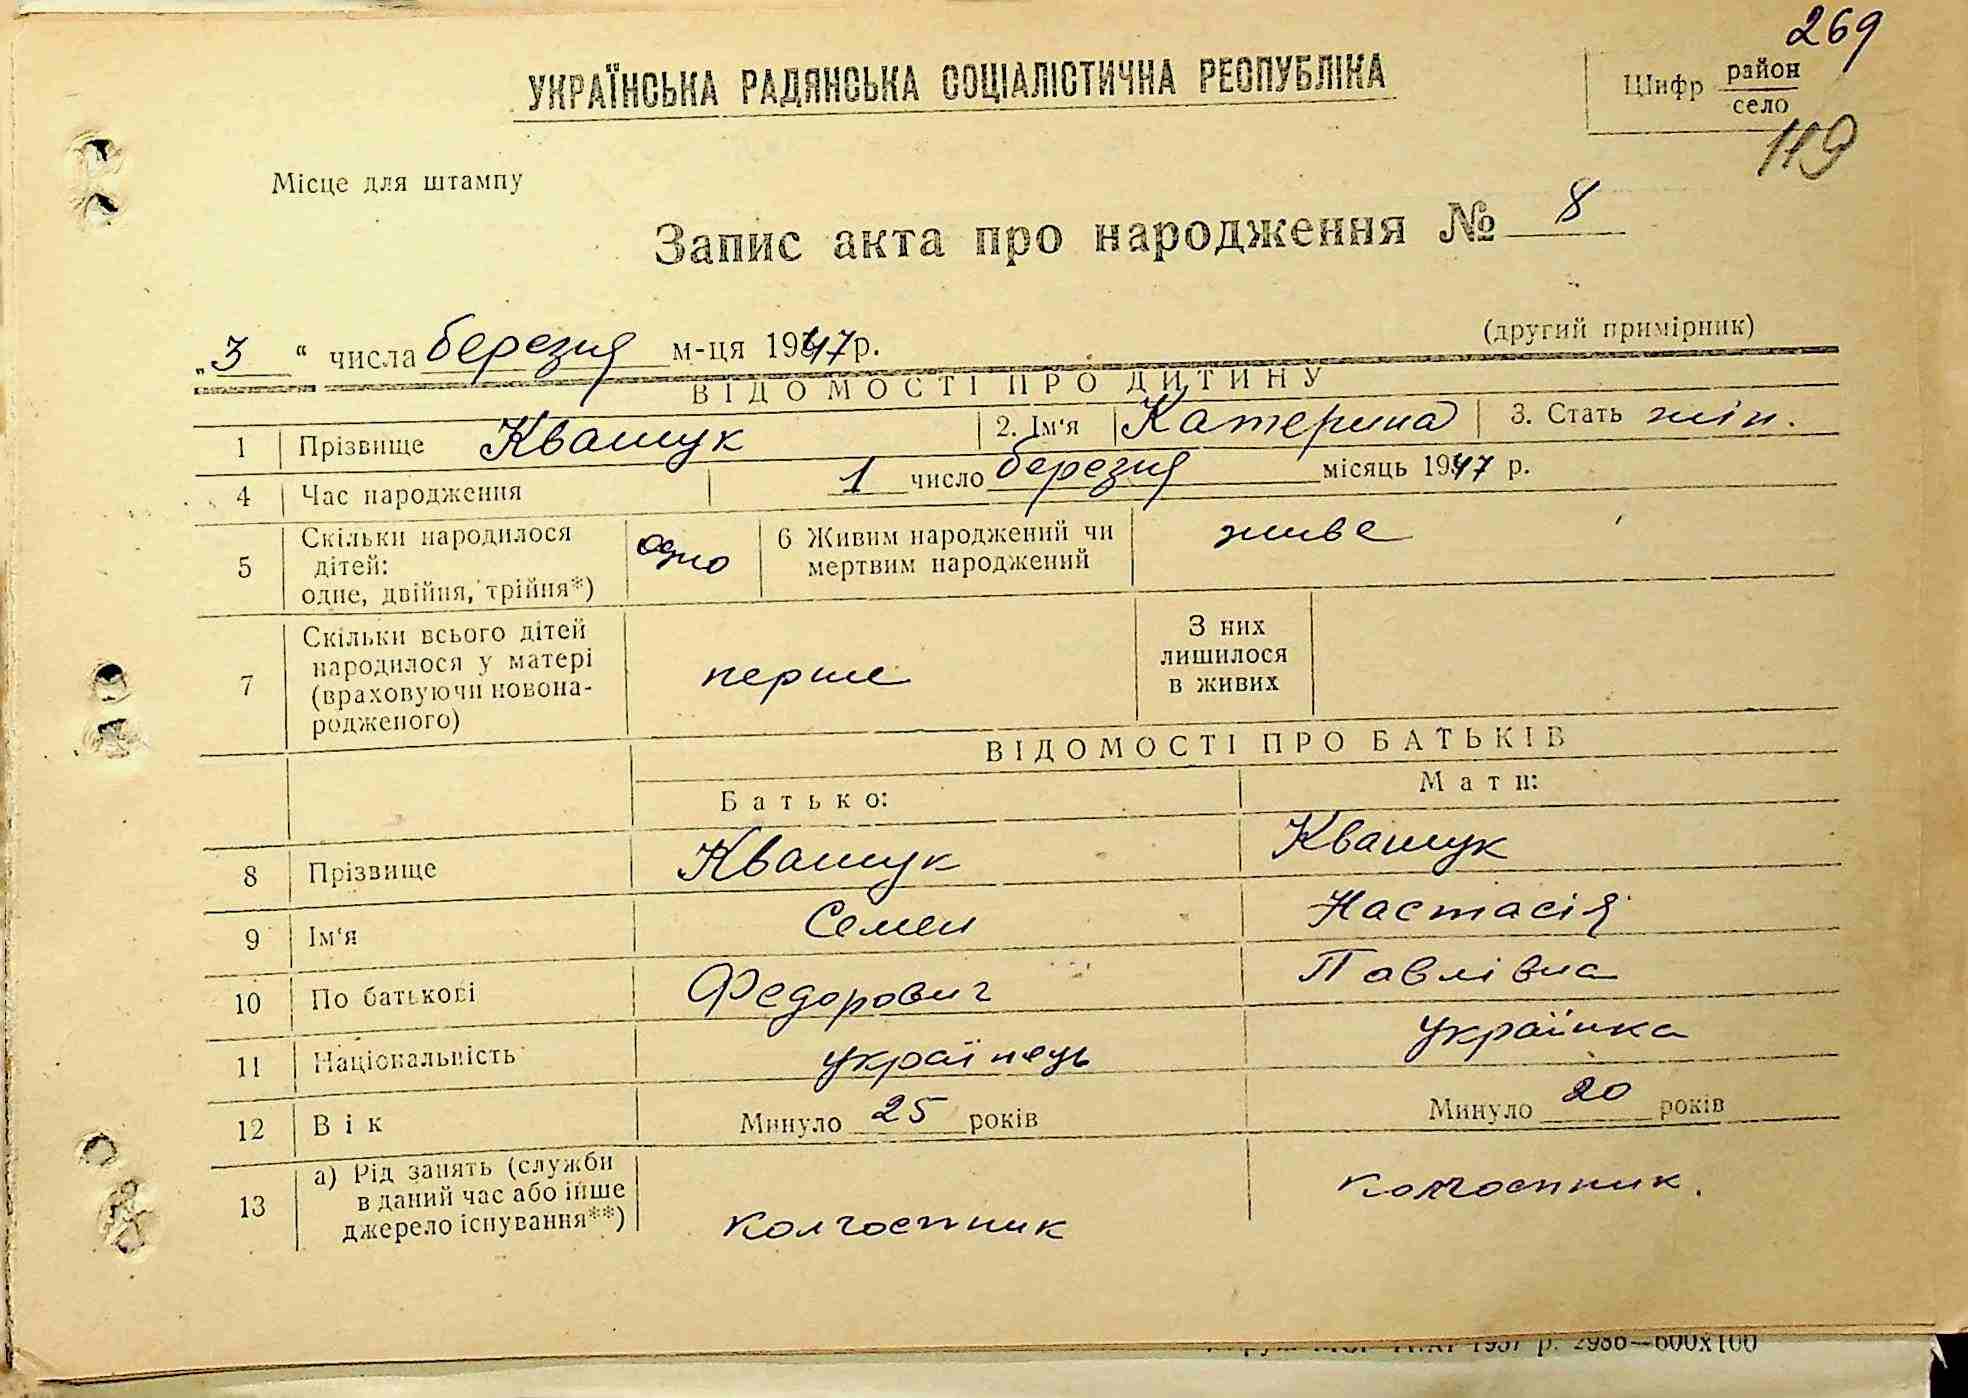 269
УКРАЇНСЬКА РАДЯНСЬКА СОЦІАЛІСТИЧНА РЕСПУБЛІКА
Шифр район
село
119
Місце для штампу
Запис акта про народження № 8
(другий примірник)
„3“ числа березня м-ця 1947 р.
ВІДОМОСТІ ПРО ДИТИНУ
1 Прізвище Квашук 2. Ім'я Катерина 3. Стать жін.
4 Час народження 1 число березня місяць 1947 р.
5 Скільки народилося дітей: одне, двійня, трійня*) одно 6 Живим народжений чи мертвим народжений живе
7 Скільки всього дітей народилося у матері (враховуючи новонародженого) перше З них лишилося в живих
ВІДОМОСТІ ПРО БАТЬКІВ
Батько: Мати:
8 Прізвище Квашук Квашук
9 Ім'я Семен Настасія
10 По батькові Федорович Павлівна
11 Національність українець українка
12 Вік Минуло 25 років Минуло 20 років
13 а) Рід занять (служби в даний час або інше джерело існування**) колгоспник колгоспник.
1937 р. 2986—600х100